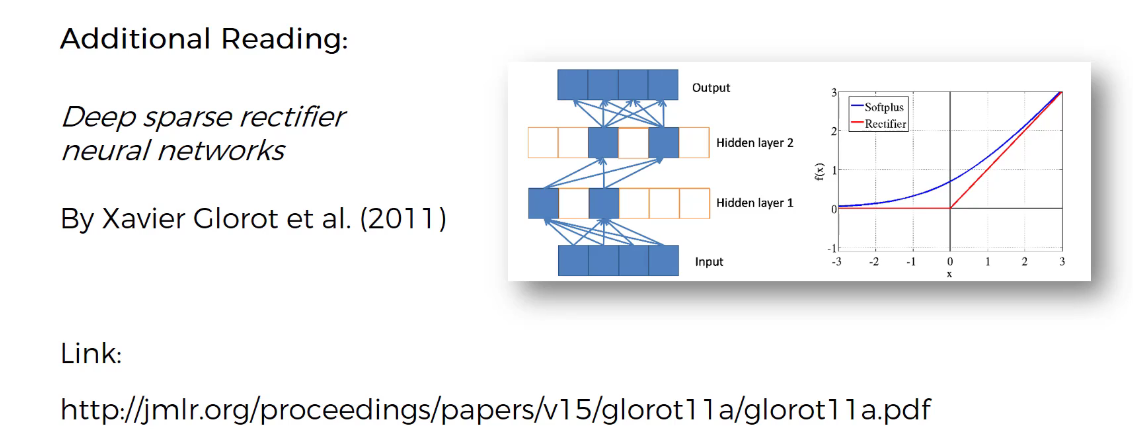 Additional Reading:
Deep sparse rectifier
neural networks
By Xavier Glorot et al. (2011)
Output
Hidden layer 2
Hidden layer 1
Input
Softplus
Rectifier
f(x)
3
2
1
0
-1
-3 -2 -1 0 1 2 3
x
Link:
http://jmlr.org/proceedings/papers/v15/glorot11a/glorot11a.pdf